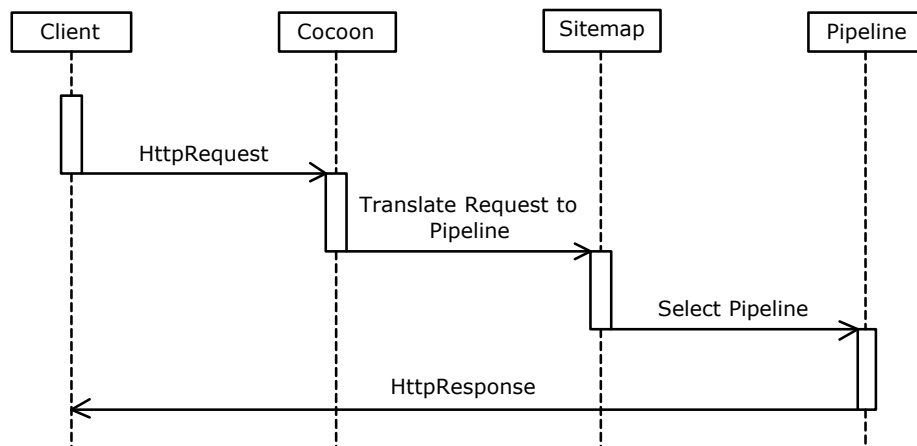 Client
Cocoon
Sitemap
Pipeline
HttpRequest
Translate Request to
Pipeline
Select Pipeline
HttpResponse